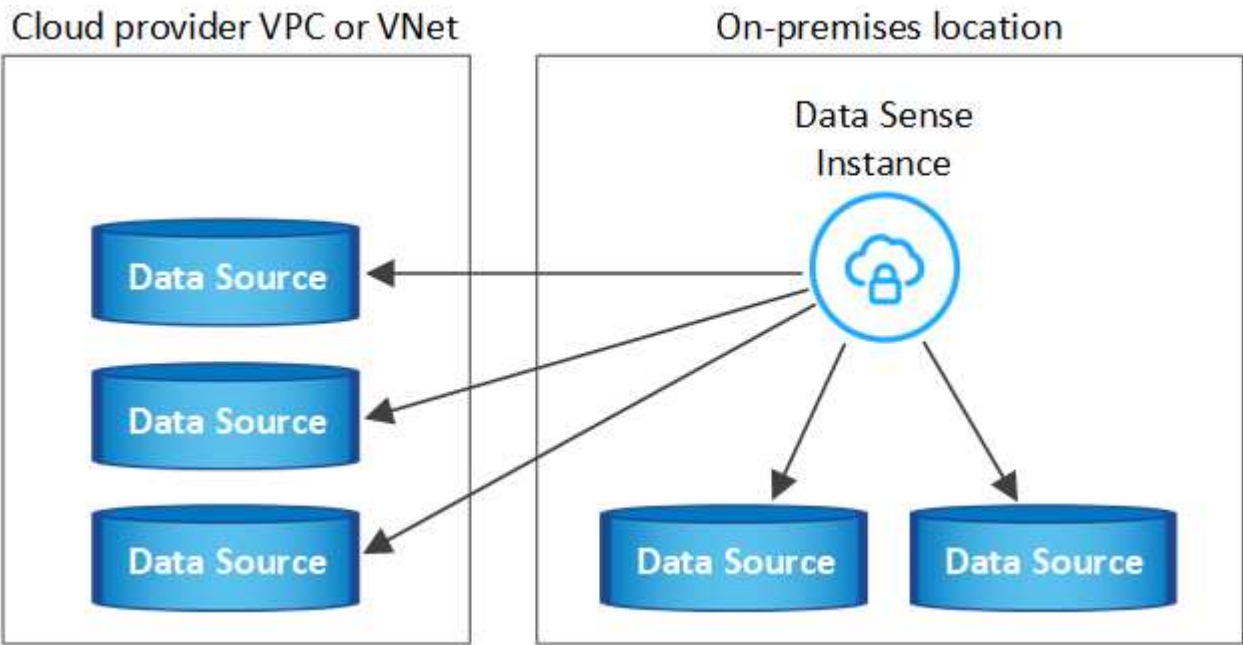 Cloud provider VPC or VNet
On-premises location
Data Sense
Instance
Data Source
Data Source
Data Source
Data Source
Data Source